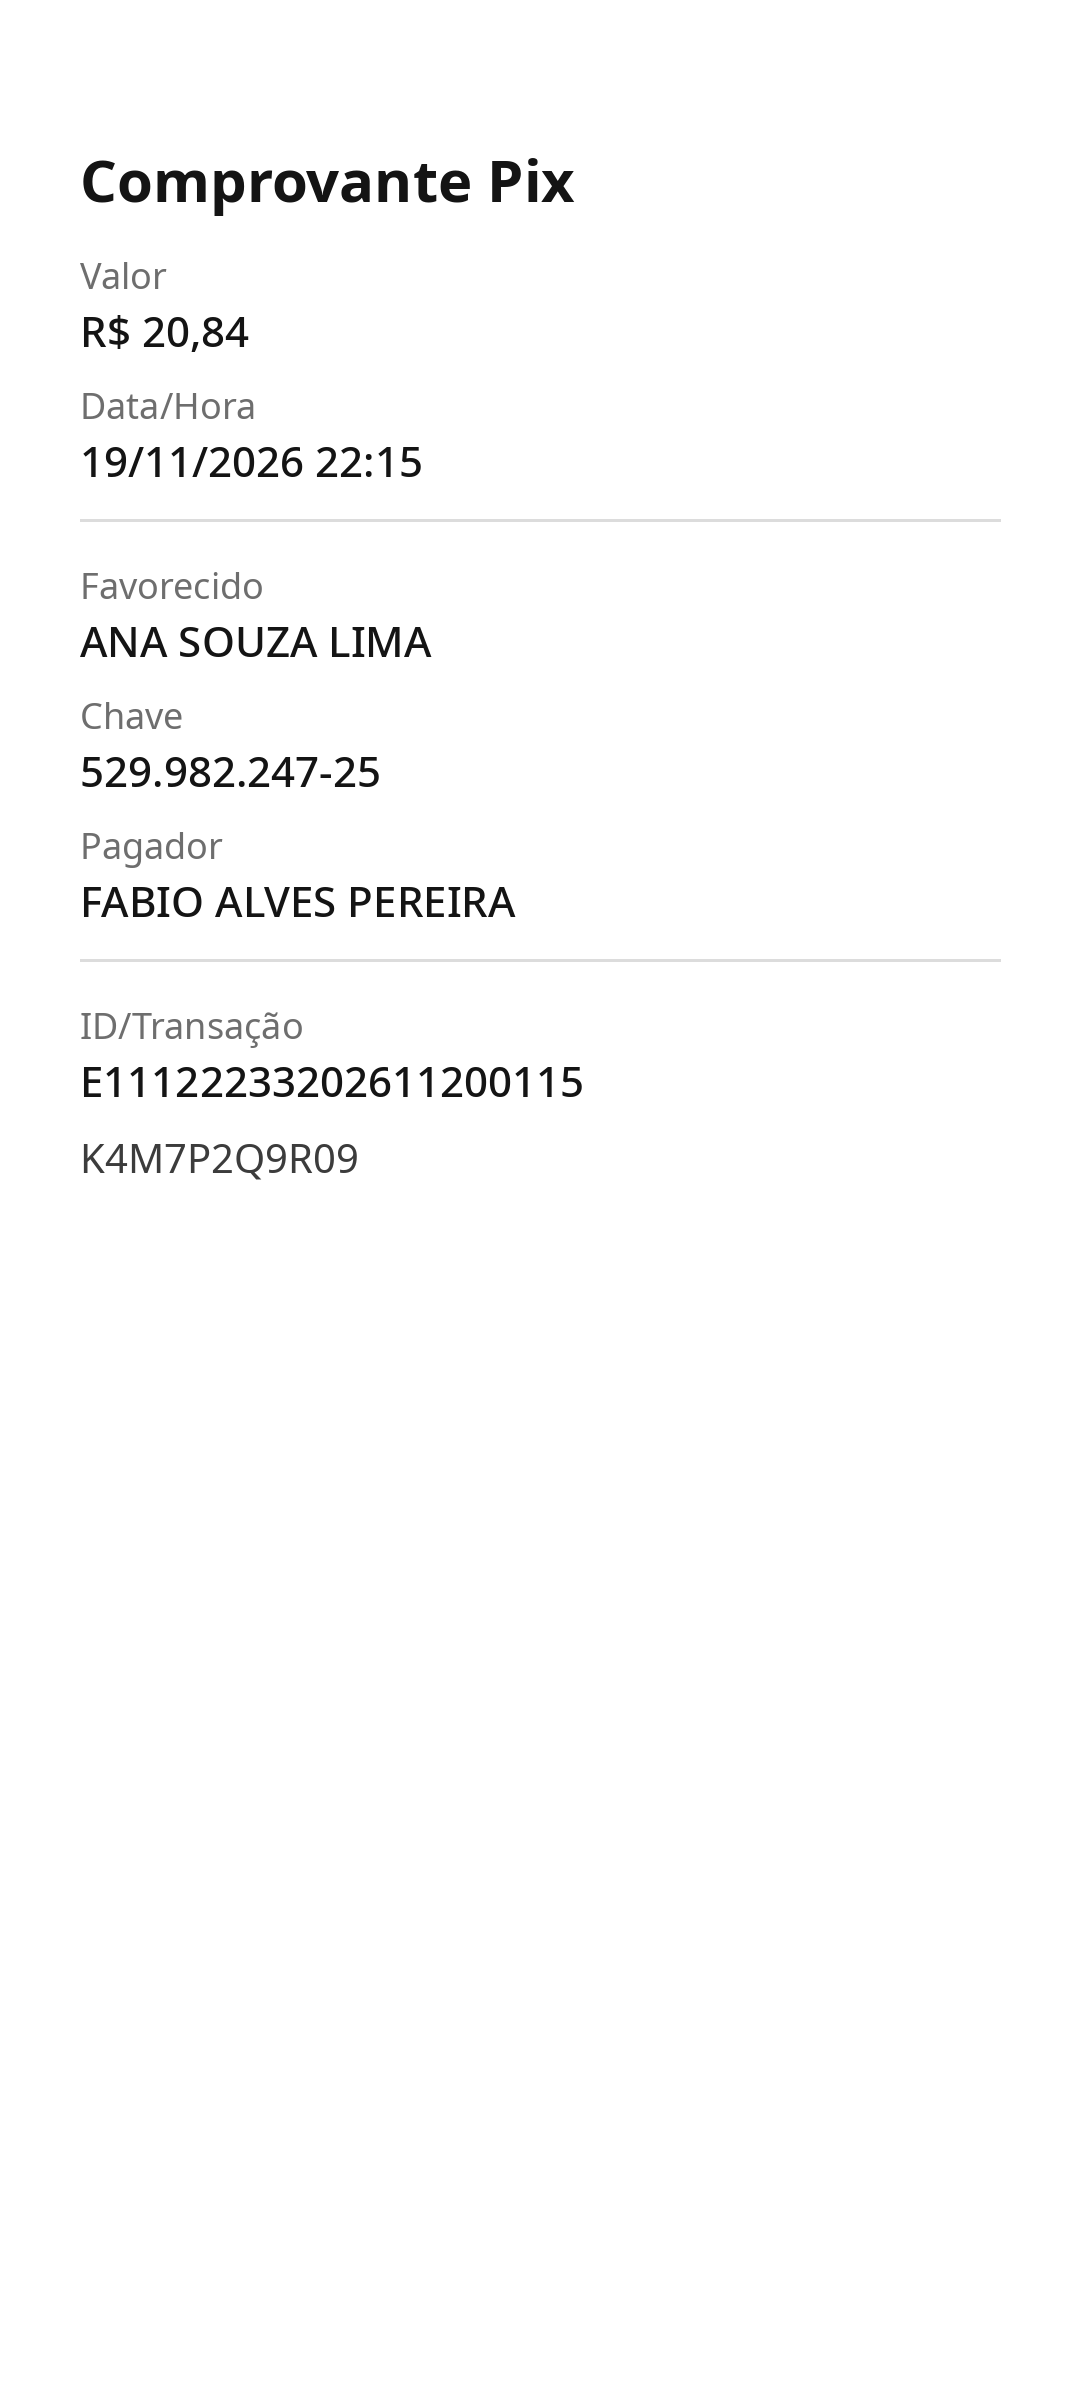 Comprovante Pix
Valor
R$ 20,84
Data/Hora
19/11/2026 22:15
Favorecido
ANA SOUZA LIMA
Chave
529.982.247-25
Pagador
FABIO ALVES PEREIRA
ID/Transação
E11122233202611200115
K4M7P2Q9R09